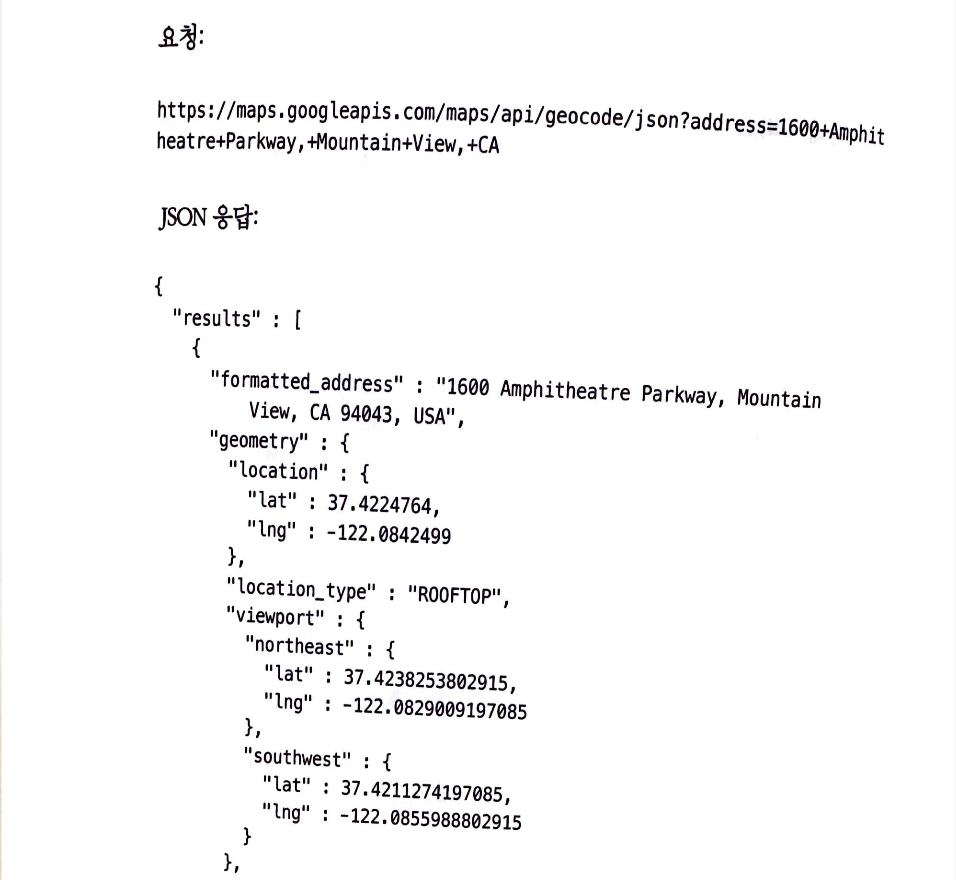 요청:
https://maps.googleapis.com/maps/api/geocode/json?address=1600+Amphit
heatre+Parkway,+Mountain+View,+CA
JSON 응답:
{
"results" : [
{
"formatted_address" : "1600 Amphitheatre Parkway, Mountain
View, CA 94043, USA",
"geometry" : {
"location" : {
"lat" : 37.4224764,
"lng" : -122.0842499
},
"location_type" : "ROOFTOP",
"viewport" : {
"northeast" : {
"lat" : 37.4238253802915,
"lng" : -122.0829009197085
},
"southwest" : {
"lat" : 37.4211274197085,
"lng" : -122.0855988802915
}
},